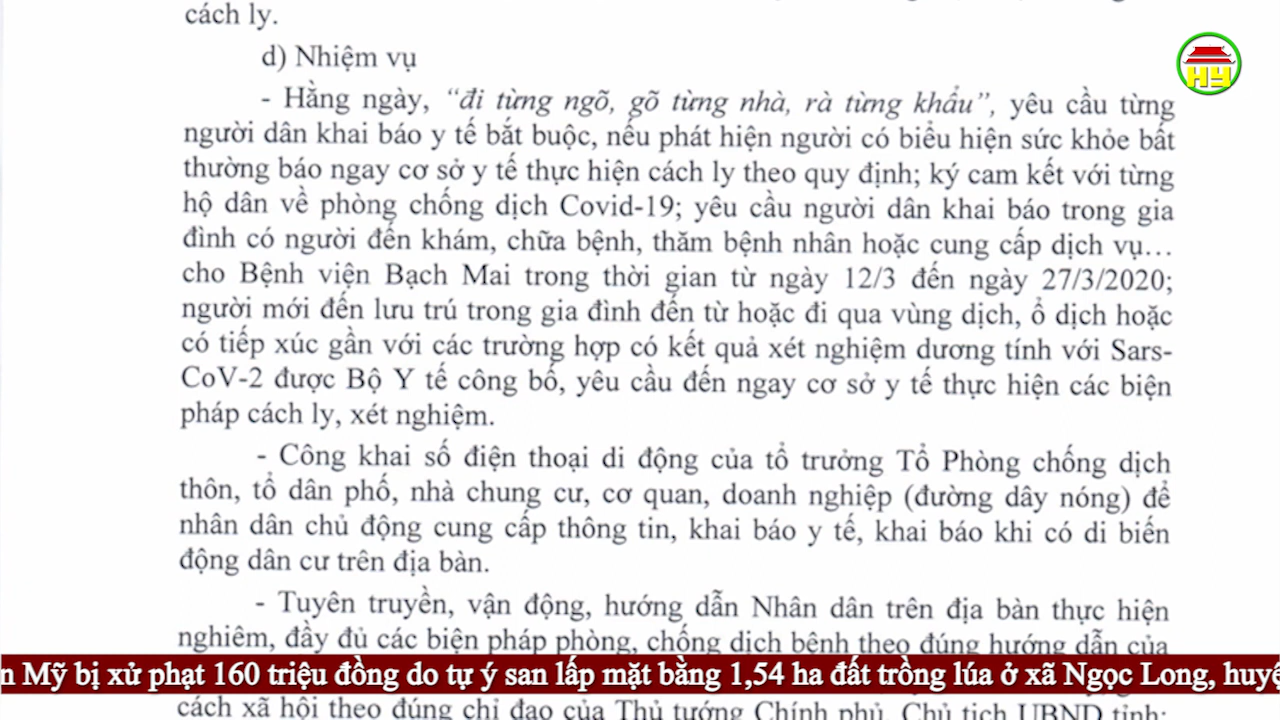 cách ly.
d) Nhiệm vụ
HY
- Hằng ngày, “đi từng ngõ, gõ từng nhà, rà từng khẩu”, yêu cầu từng
người dân khai báo y tế bắt buộc, nếu phát hiện người có biểu hiện sức khỏe bất
thường báo ngay cơ sở y tế thực hiện cách ly theo quy định; ký cam kết với từng
hộ dân về phòng chống dịch Covid-19; yêu cầu người dân khai báo trong gia
đình có người đến khám, chữa bệnh, thăm bệnh nhân hoặc cung cấp dịch vụ…
cho Bệnh viện Bạch Mai trong thời gian từ ngày 12/3 đến ngày 27/3/2020;
người mới đến lưu trú trong gia đình đến từ hoặc đi qua vùng dịch, ổ dịch hoặc
có tiếp xúc gần với các trường hợp có kết quả xét nghiệm dương tính với Sars-
CoV-2 được Bộ Y tế công bố, yêu cầu đến ngay cơ sở y tế thực hiện các biện
pháp cách ly, xét nghiệm.
- Công khai số điện thoại di động của tổ trưởng Tổ Phòng chống dịch
thôn, tổ dân phố, nhà chung cư, cơ quan, doanh nghiệp (đường dây nóng) để
nhân dân chủ động cung cấp thông tin, khai báo y tế, khai báo khi có di biến
động dân cư trên địa bàn.
- Tuyên truyền, vận động, hướng dẫn Nhân dân trên địa bàn thực hiện
nghiêm, đầy đủ các biện pháp phòng, chống dịch bệnh theo đúng hướng dẫn của
Mỹ bị xử phạt 160 triệu đồng do tự ý san lấp mặt bằng 1,54 ha đất trồng lúa ở xã Ngọc Long,
cách xã hội theo đúng chỉ đạo của Thủ tướng Chính phủ, Chủ tịch UBND tỉnh;